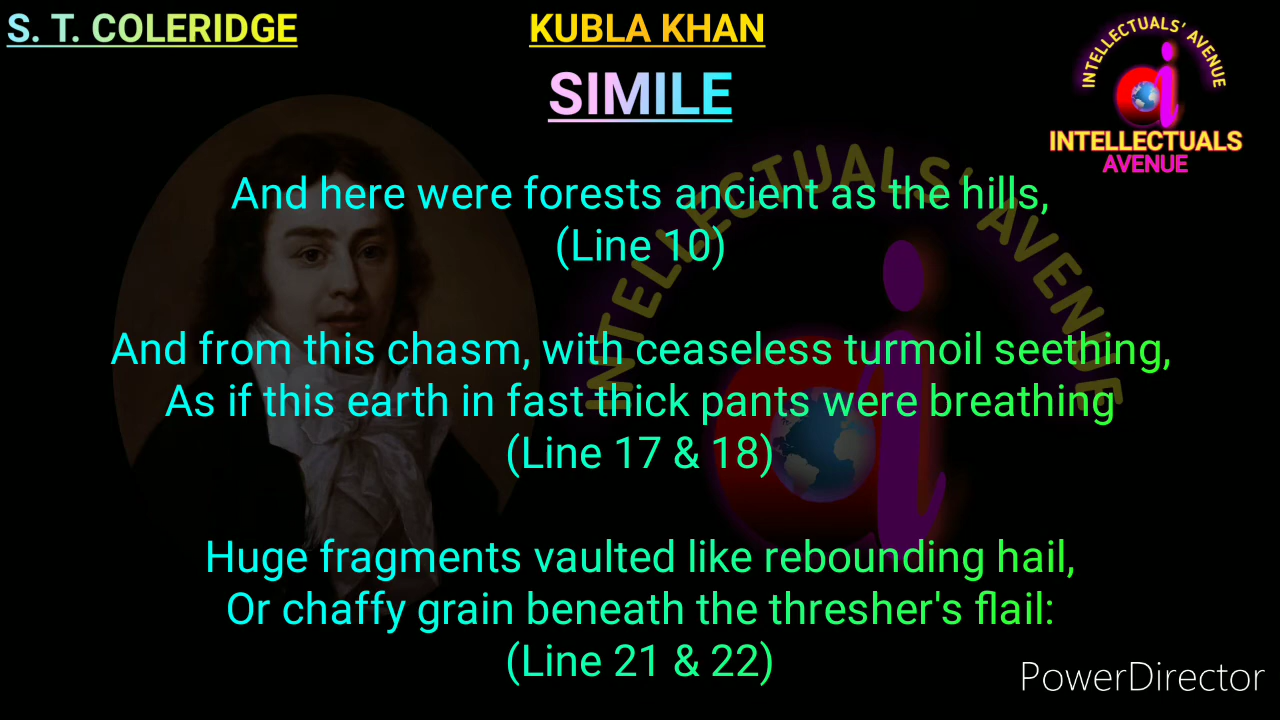 S. T. COLERIDGE
KUBLA KHAN
INTELLECTUALS' AVENUE
SIMILE
INTELLECTUALS
AVENUE
INTELLECTUALS' AVENUE
And here were forests ancient as the hills,
(Line 10)
And from this chasm, with ceaseless turmoil seething,
As if this earth in fast thick pants were breathing
(Line 17 & 18)
Huge fragments vaulted like rebounding hail,
Or chaffy grain beneath the thresher's flail:
(Line 21 & 22)
PowerDirector